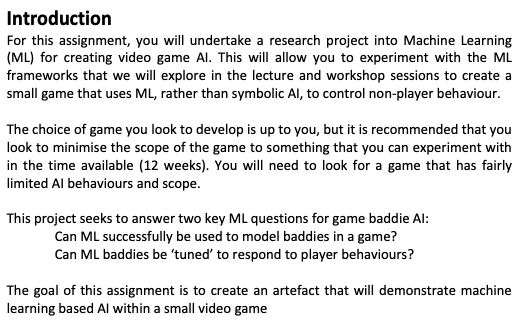 Introduction
For this assignment, you will undertake a research project into Machine Learning
(ML) for creating video game AI. This will allow you to experiment with the ML
frameworks that we will explore in the lecture and workshop sessions to create a
small game that uses ML, rather than symbolic AI, to control non-player behaviour.
The choice of game you look to develop is up to you, but it is recommended that you
look to minimise the scope of the game to something that you can experiment with
in the time available (12 weeks). You will need to look for a game that has fairly
limited AI behaviours and scope.
This project seeks to answer two key ML questions for game baddie AI:
Can ML successfully be used to model baddies in a game?
Can ML baddies be ‘tuned’ to respond to player behaviours?
The goal of this assignment is to create an artefact that will demonstrate machine
learning based AI within a small video game